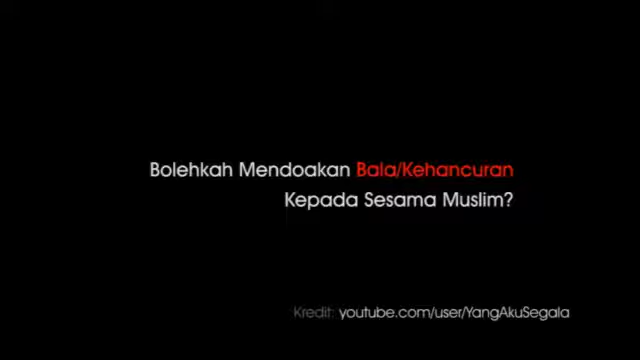 Bolehkah Mendoakan Bala/Kehancuran
Kepada Sesama Muslim?
Kredit: youtube.com/user/YangAkuSegala